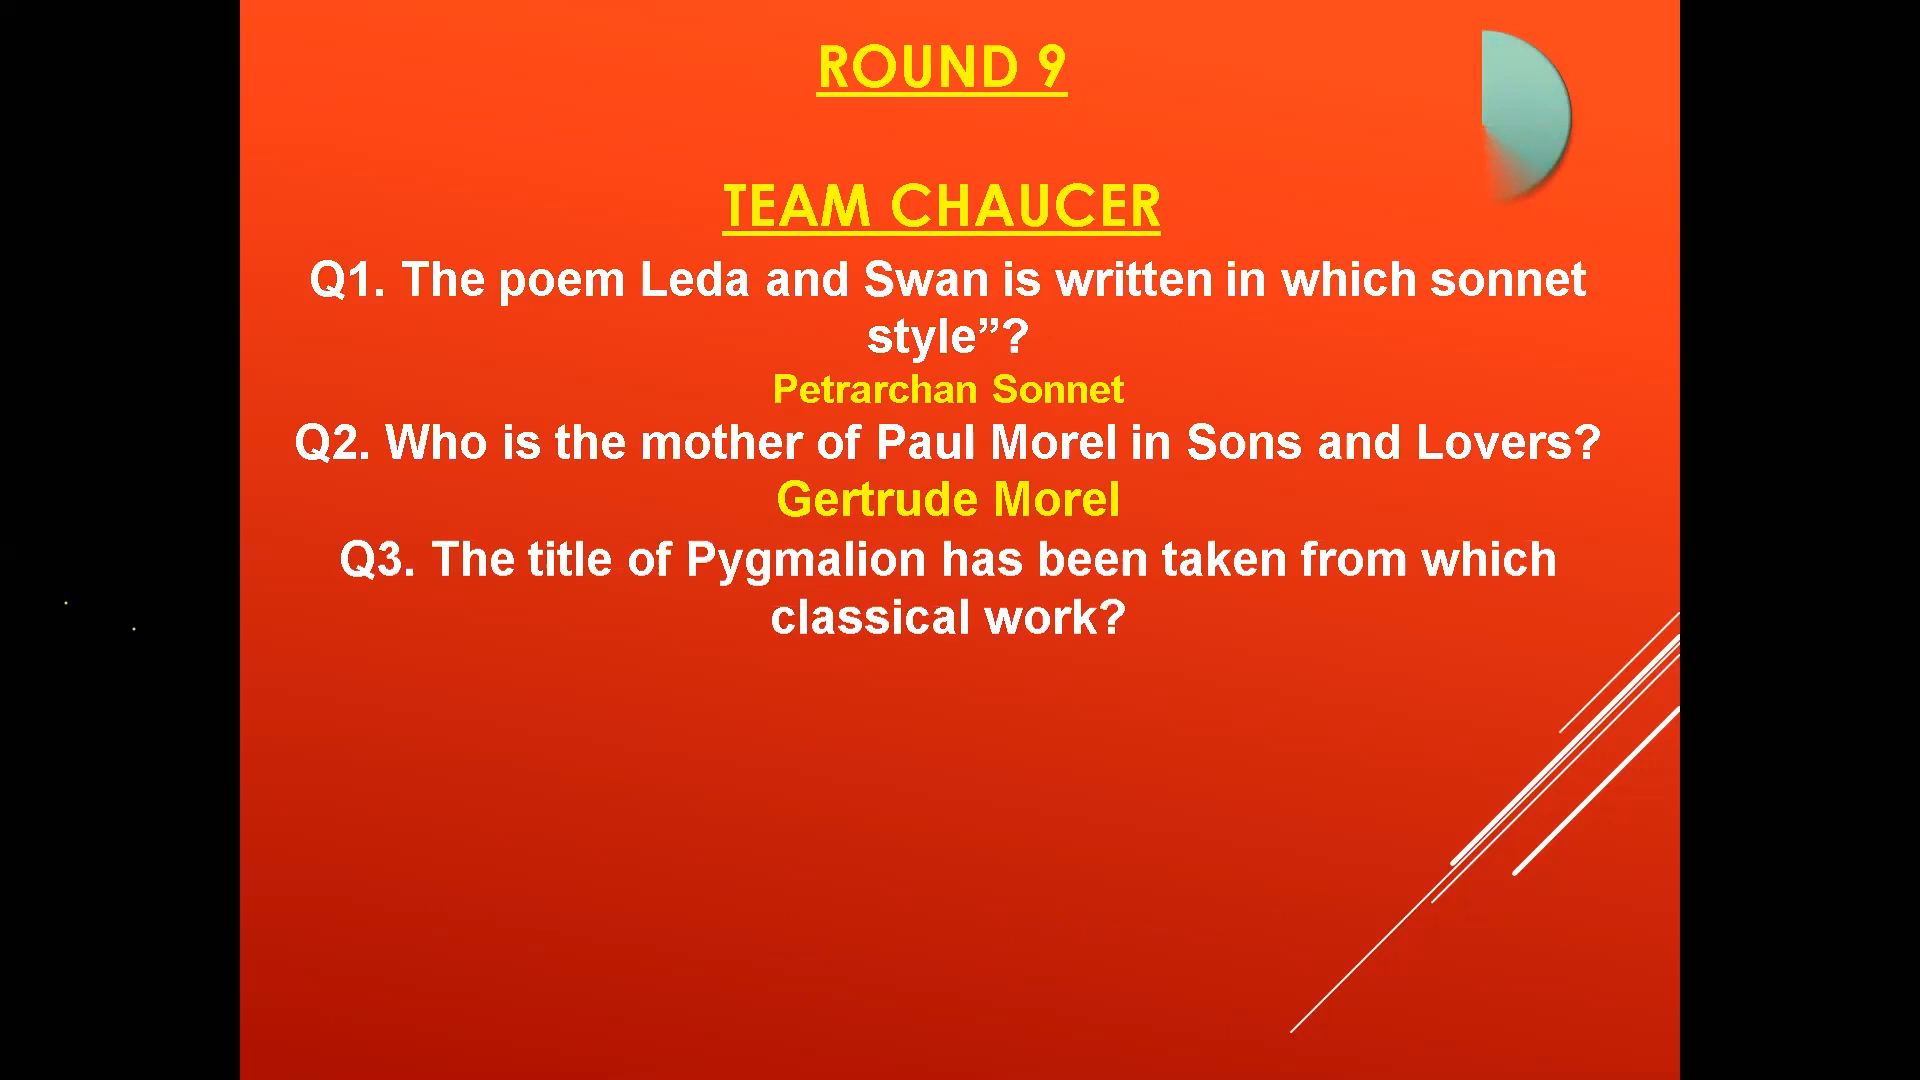 ROUND 9
TEAM CHAUCER
Q1. The poem Leda and Swan is written in which sonnet
style”?
Petrarchan Sonnet
Q2. Who is the mother of Paul Morel in Sons and Lovers?
Gertrude Morel
Q3. The title of Pygmalion has been taken from which
classical work?